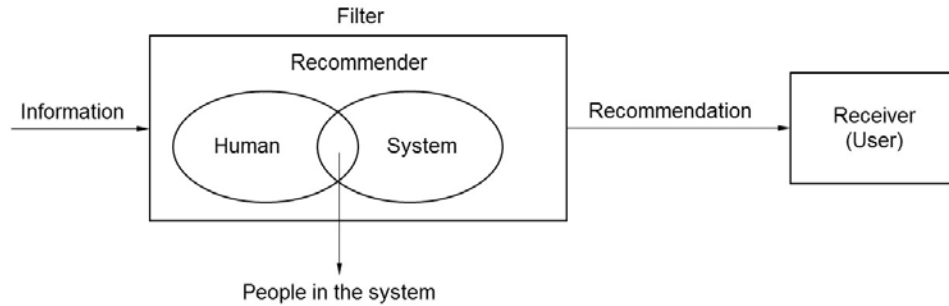 Filter
Recommender
Information
Human
System
Recommendation
Receiver
(User)
People in the system